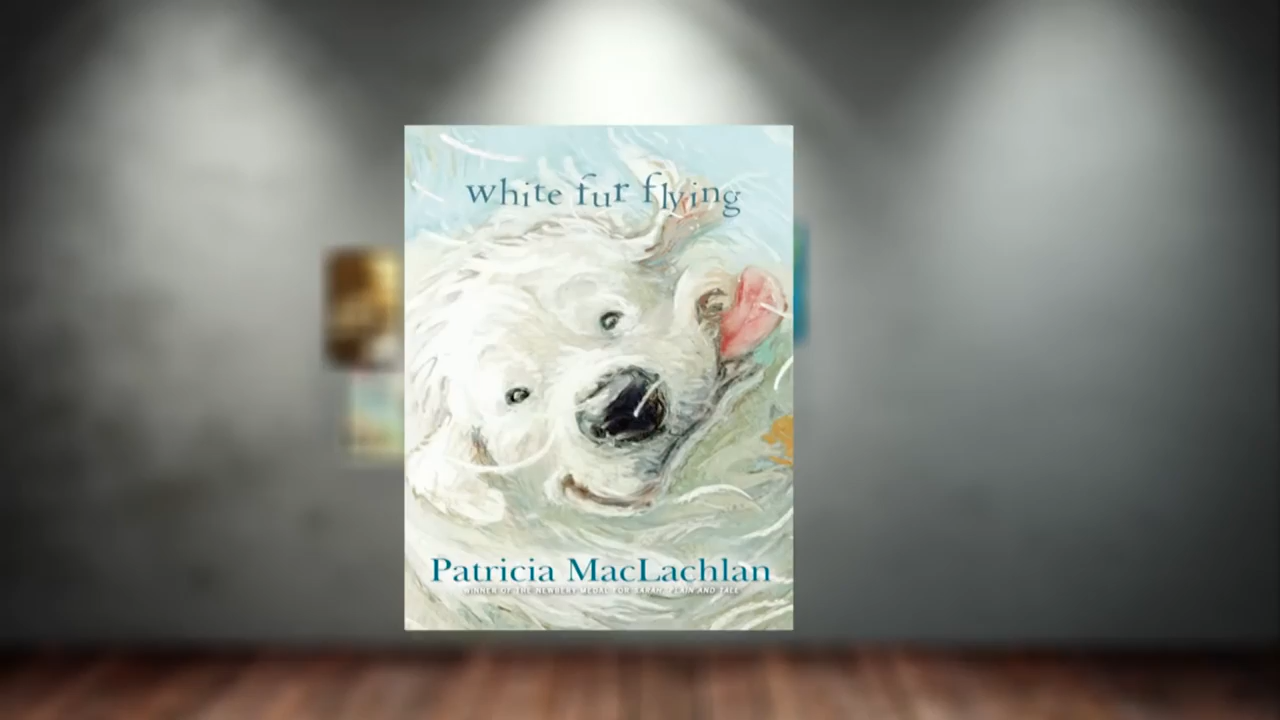 white fur flying
Patricia MacLachlan
WINNER OF THE NEWBERY MEDAL FOR SARAH, PLAIN AND TALL